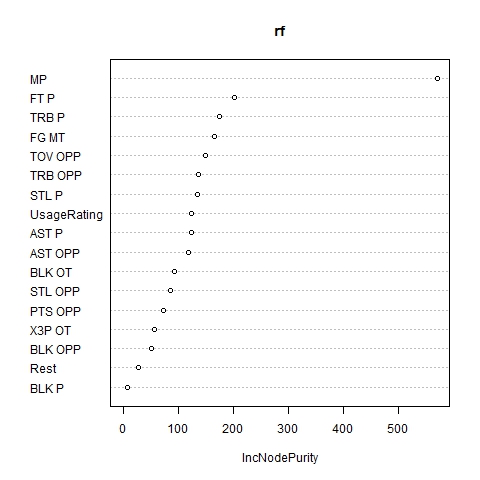 rf
MP
FT P
TRB P
FG MT
TOV OPP
TRB OPP
STL P
UsageRating
AST P
AST OPP
BLK OT
STL OPP
PTS OPP
X3P OT
BLK OPP
Rest
BLK P
0 100 200 300 400 500
IncNodePurity